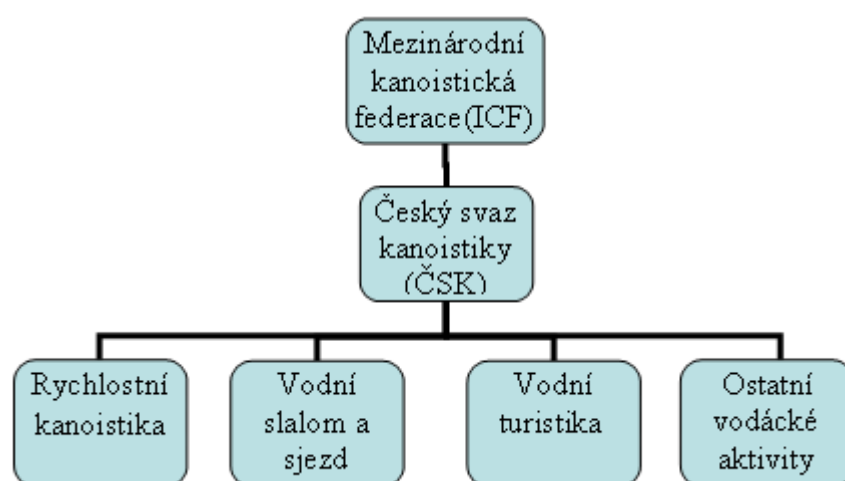 Mezinárodní
kanoistická
federace(ICF)
Český svaz
kanoistiky
(ČSK)
Rychlostní
kanoistika
Vodní
slalom a
sjezd
Vodní
turistika
Ostatní
vodácké
aktivity